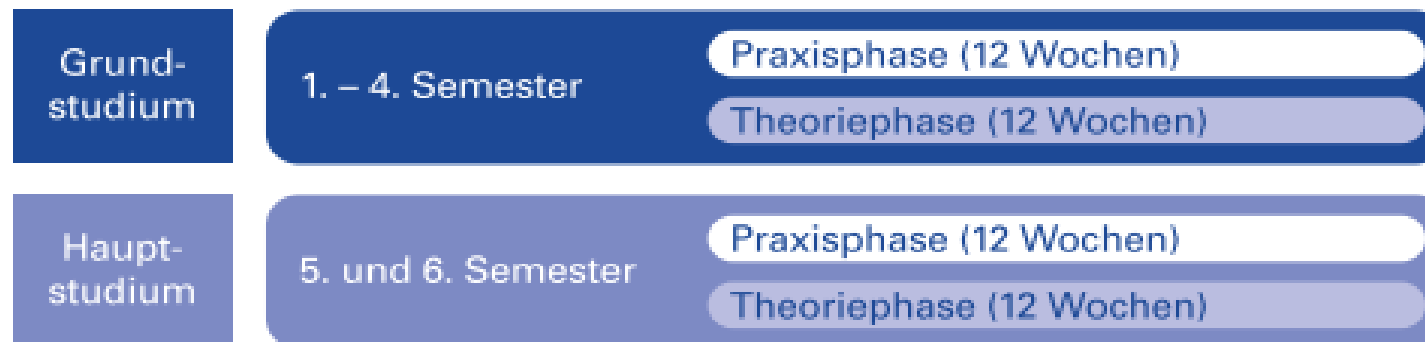 Grund-
studium
1. – 4. Semester
Praxisphase (12 Wochen)
Theoriephase (12 Wochen)
Haupt-
studium
5. und 6. Semester
Praxisphase (12 Wochen)
Theoriephase (12 Wochen)